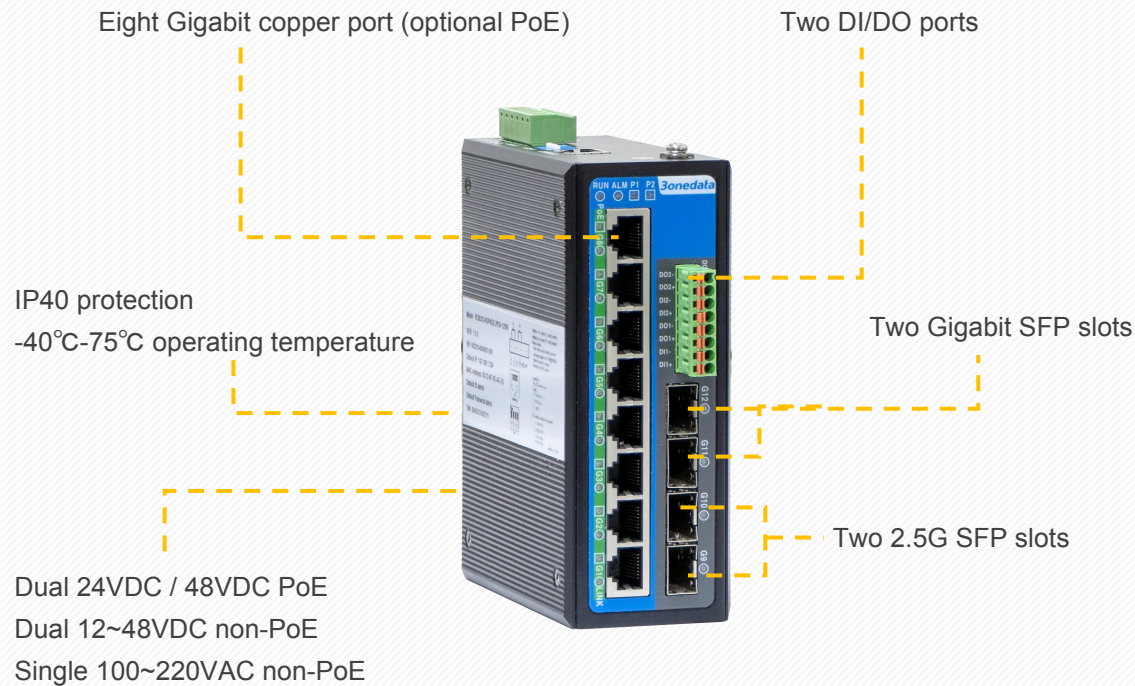 Eight Gigabit copper port (optional PoE)
Two DI/DO ports
IP40 protection
-40℃-75℃ operating temperature
Two Gigabit SFP slots
Two 2.5G SFP slots
Dual 24VDC / 48VDC PoE
Dual 12~48VDC non-PoE
Single 100~220VAC non-PoE
RUN ALM P1 P2
3onedata
PoE
G8
G7
G6
G5
G4
G3
G2
G1
LINK
DO2-
DO2+
DI2-
DI2+
DO1-
DO1+
DI1-
DI1+
G12
G11
G10
G9